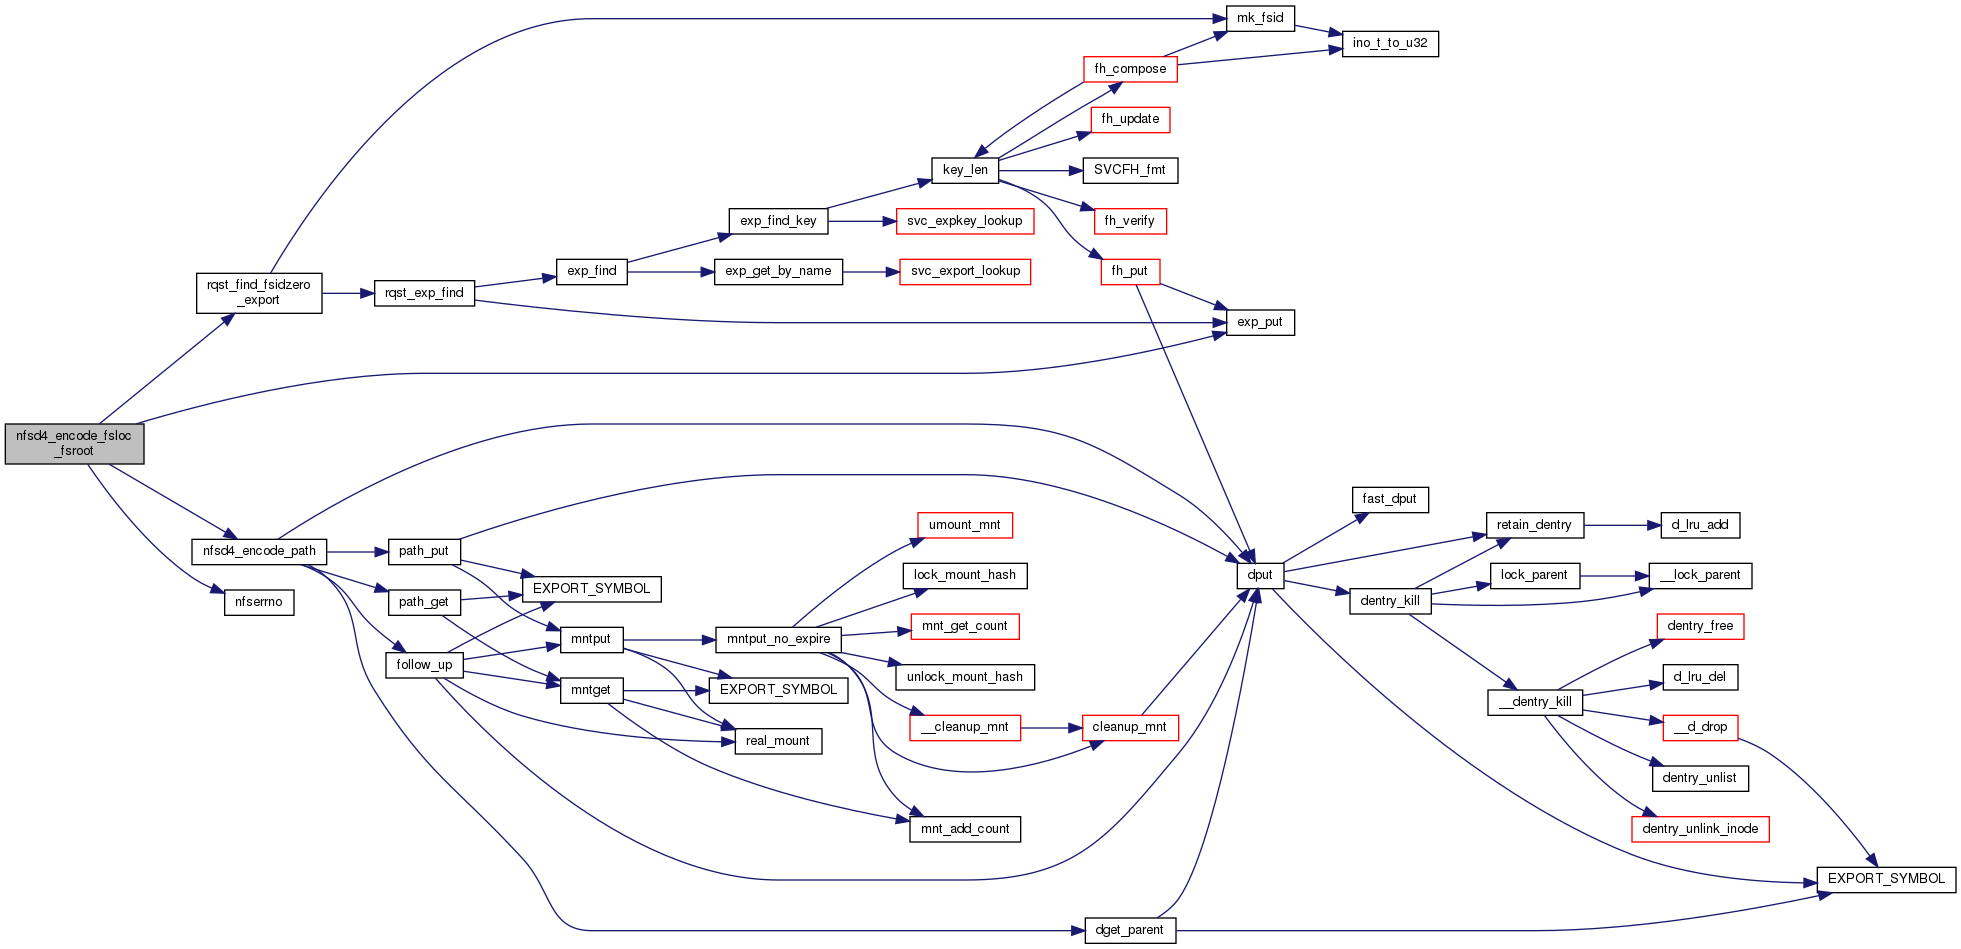 mk_fsid
ino_t_to_u32
fh_compose
fh_update
key_len
SVCFH_fmt
exp_find_key
svc_expkey_lookup
fh_verify
exp_find
exp_get_by_name
svc_export_lookup
fh_put
rqst_find_fsidzero
_export
rqst_exp_find
exp_put
nfsd4_encode_fsloc
_fsroot
fast_dput
umount_mnt
retain_dentry
d_lru_add
nfsd4_encode_path
path_put
lock_mount_hash
dput
lock_parent
__lock_parent
EXPORT_SYMBOL
nfserrno
path_get
dentry_kill
mntput
mntput_no_expire
mnt_get_count
dentry_free
follow_up
unlock_mount_hash
d_lru_del
mntget
EXPORT_SYMBOL
__dentry_kill
real_mount
__cleanup_mnt
cleanup_mnt
__d_drop
dentry_unlist
mnt_add_count
dentry_unlink_inode
EXPORT_SYMBOL
dget_parent